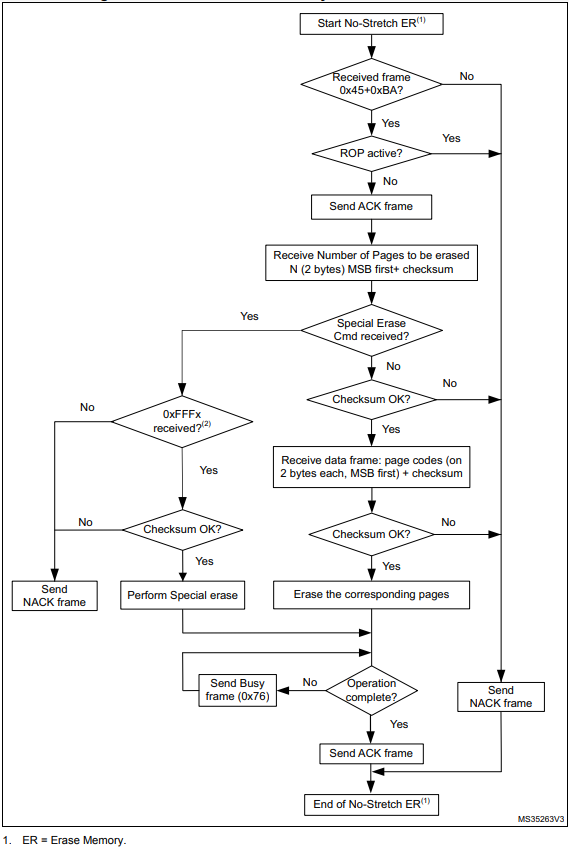 Start No-Stretch ER(1)
Received frame
0x45+0xBA?
No
Yes
ROP active?
Yes
No
Send ACK frame
Receive Number of Pages to be erased
N (2 bytes) MSB first+ checksum
Special Erase
Cmd received?
Yes
No
0xFFFx
received?(2)
No
Yes
Checksum OK?
No
Yes
Receive data frame: page codes (on
2 bytes each, MSB first) + checksum
Checksum OK?
No
Yes
Checksum OK?
No
Yes
Send
NACK frame
Perform Special erase
Erase the corresponding pages
Send Busy
frame (0x76)
No
Operation
complete?
Yes
Send
NACK frame
Send ACK frame
End of No-Stretch ER(1)
MS35263V3
1. ER = Erase Memory.